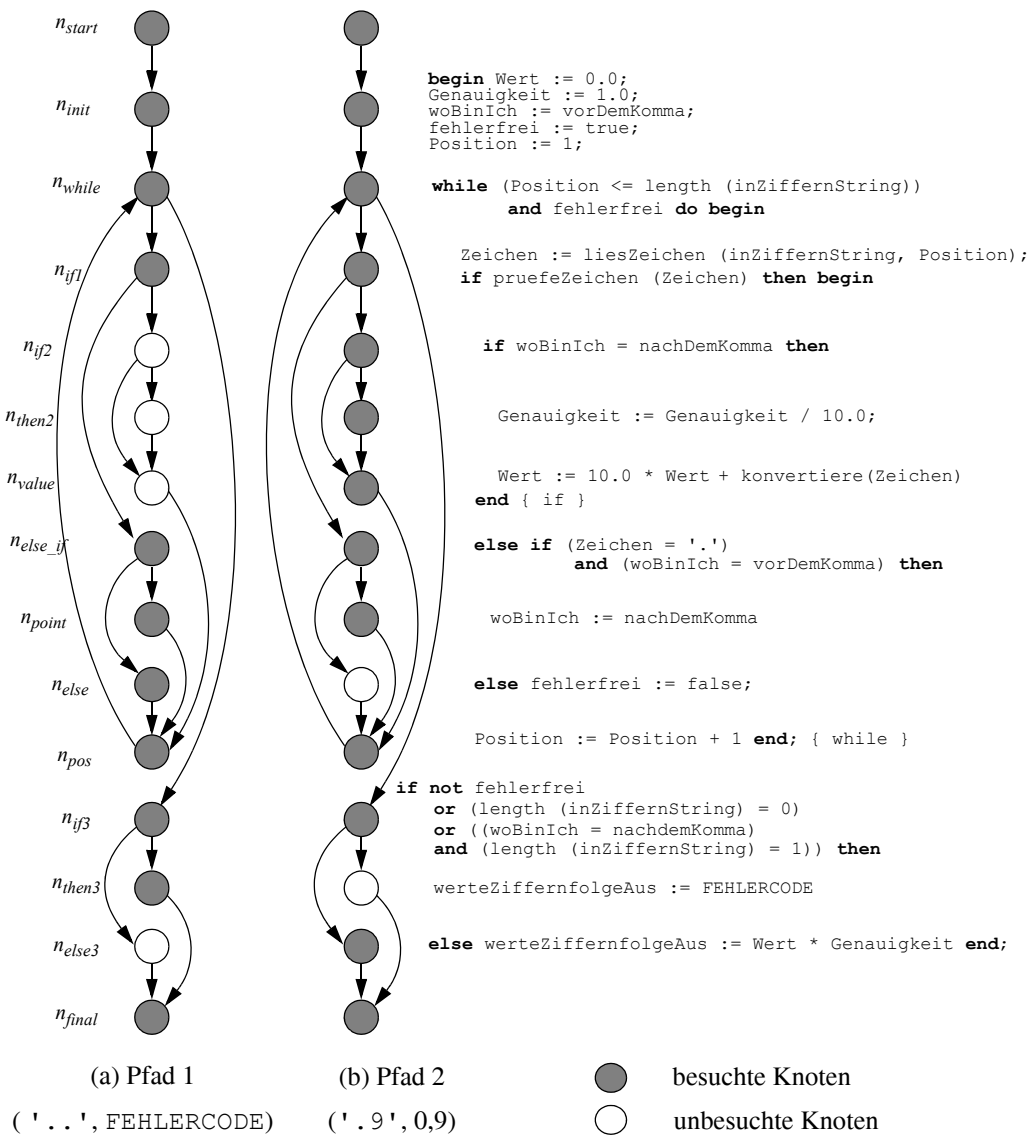 n_start
n_init
begin Wert := 0.0;
Genauigkeit := 1.0;
woBinIch := vorDemKomma;
fehlerfrei := true;
Position := 1;
n_while
while (Position <= length (inZiffernString))
and fehlerfrei do begin
n_if1
Zeichen := liesZeichen (inZiffernString, Position);
if pruefeZeichen (Zeichen) then begin
n_if2
if woBinIch = nachDemKomma then
n_then2
Genauigkeit := Genauigkeit / 10.0;
n_value
Wert := 10.0 * Wert + konvertiere(Zeichen)
end { if }
n_else_if
else if (Zeichen = '.')
and (woBinIch = vorDemKomma) then
n_point
woBinIch := nachDemKomma
n_else
else fehlerfrei := false;
n_pos
Position := Position + 1 end; { while }
n_if3
if not fehlerfrei
or (length (inZiffernString) = 0)
or ((woBinIch = nachdemKomma)
and (length (inZiffernString) = 1)) then
n_then3
werteZiffernfolgeAus := FEHLERCODE
n_else3
else werteZiffernfolgeAus := Wert * Genauigkeit end;
n_final
(a) Pfad 1
(b) Pfad 2
besuchte Knoten
( '..', FEHLERCODE)
('.9', 0,9)
unbesuchte Knoten